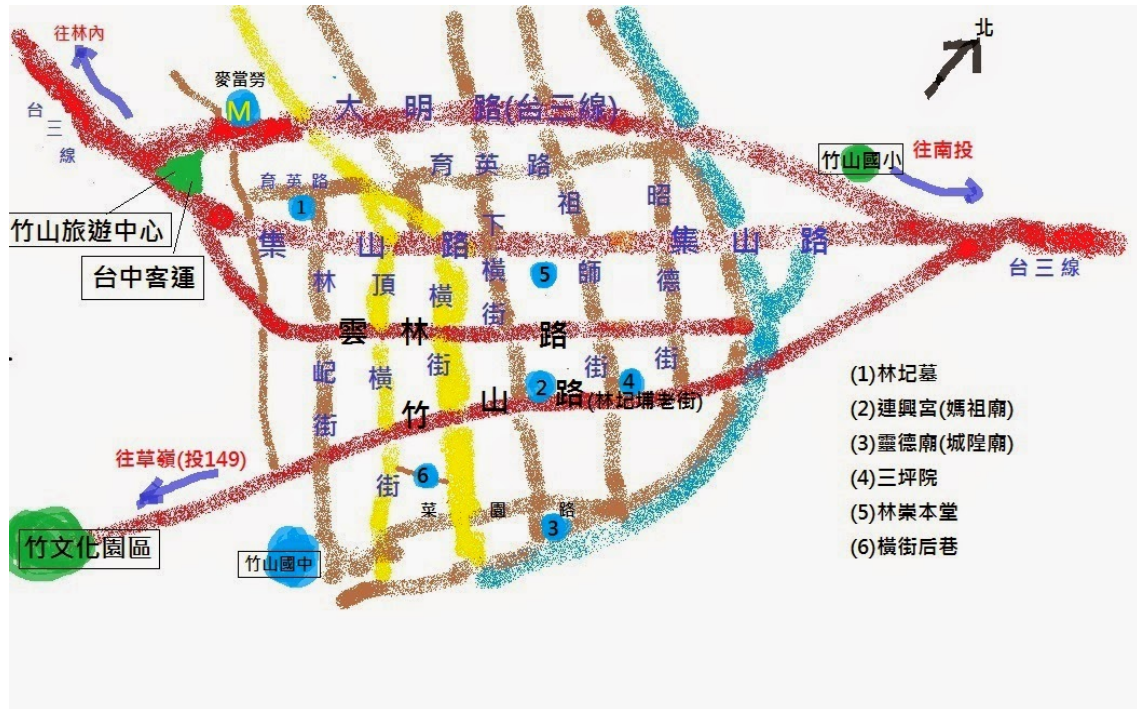 往林內
北
麥當勞
M
大明路(台三線)
台三線
竹山國小
往南投
育英路
育英路
1
竹山旅遊中心
台中客運
集山路
集山路
台三線
下橫街
祖師街
昭德街
5
林圮街
頂橫街
橫街
雲林路
2
4
竹山路(林圮埔老街)
往草嶺(投149)
6
菜園路
3
竹文化園區
竹山國中
(1)林圮墓
(2)連興宮(媽祖廟)
(3)靈德廟(城隍廟)
(4)三坪院
(5)林崇本堂
(6)橫街后巷